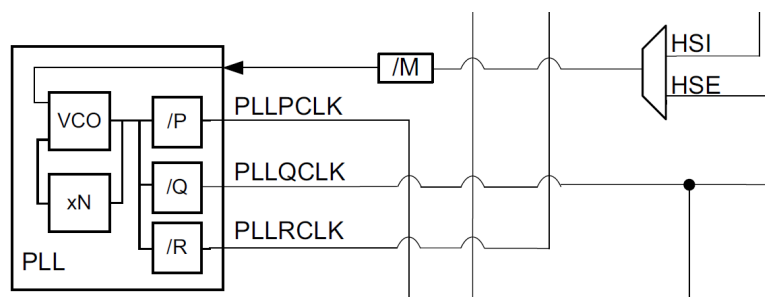 HSI
/M
HSE
VCO
/P
PLLPCLK
xN
/Q
PLLQCLK
/R
PLLRCLK
PLL